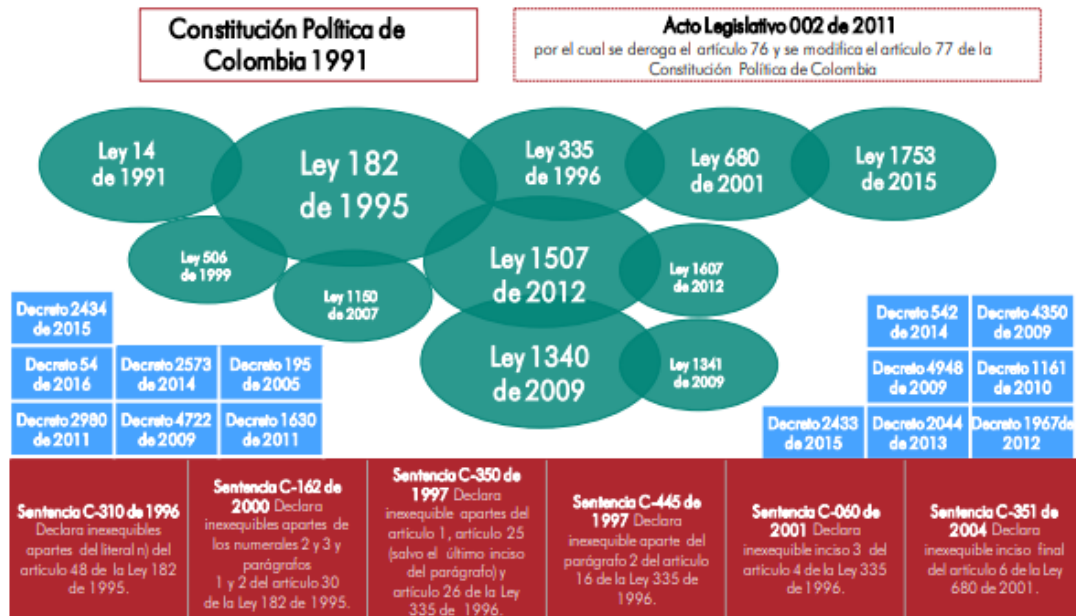 Constitución Política de
Colombia 1991
Acto Legislativo 002 de 2011
por el cual se deroga el artículo 76 y se modifica el artículo 77 de la
Constitución Política de Colombia
Ley 14
de 1991
Ley 182
de 1995
Ley 335
de 1996
Ley 680
de 2001
Ley 1753
de 2015
Ley 506
de 1999
Ley 1150
de 2007
Ley 1507
de 2012
Ley 1607
de 2012
Ley 1340
de 2009
Ley 1341
de 2009
Decreto 2434
de 2015
Decreto 54
de 2016
Decreto 2573
de 2014
Decreto 195
de 2005
Decreto 2980
de 2011
Decreto 4722
de 2009
Decreto 1630
de 2011
Decreto 542
de 2014
Decreto 4350
de 2009
Decreto 4948
de 2009
Decreto 1161
de 2010
Decreto 2433
de 2015
Decreto 2044
de 2013
Decreto 1967de
2012
Sentencia C-310 de 1996
Declara inexequibles
apartes del literal n) del
artículo 48 de la Ley 182
de 1995.
Sentencia C-162 de
2000 Declara
inexequibles apartes de
los numerales 2 y 3 y
parágrafos
1 y 2 del artículo 30
de la Ley 182 de 1995.
Sentencia C-350 de
1997 Declara
inexequible apartes del
artículo 1, artículo 25
(salvo el último inciso
del parágrafo) y
artículo 26 de la Ley
335 de 1996.
Sentencia C-445 de
1997 Declara
inexequible aparte del
parágrafo 2 del artículo
16 de la Ley 335 de
1996.
Sentencia C-060 de
2001 Declara
inexequible inciso 3 del
artículo 4 de la Ley 335
de 1996.
Sentencia C-351 de
2004 Declara
inexequible inciso final
del artículo 6 de la Ley
680 de 2001.